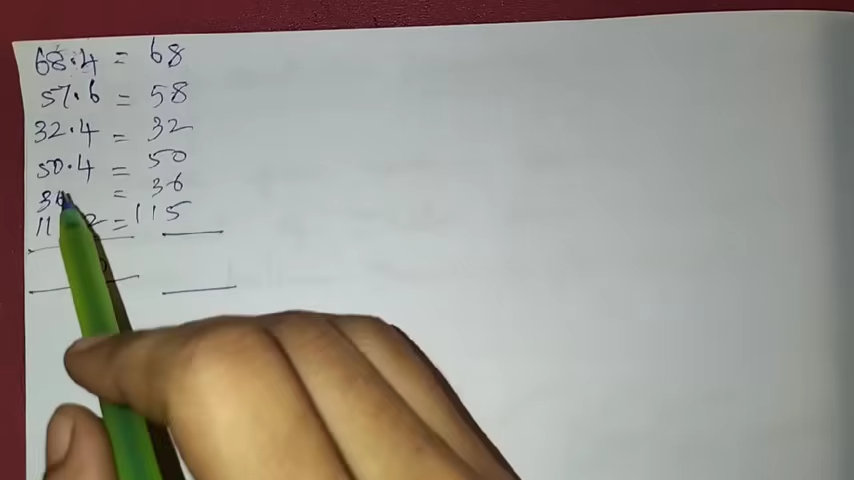 68.4 = 68
57.6 = 58
32.4 = 32
50.4 = 50
= 36
= 115